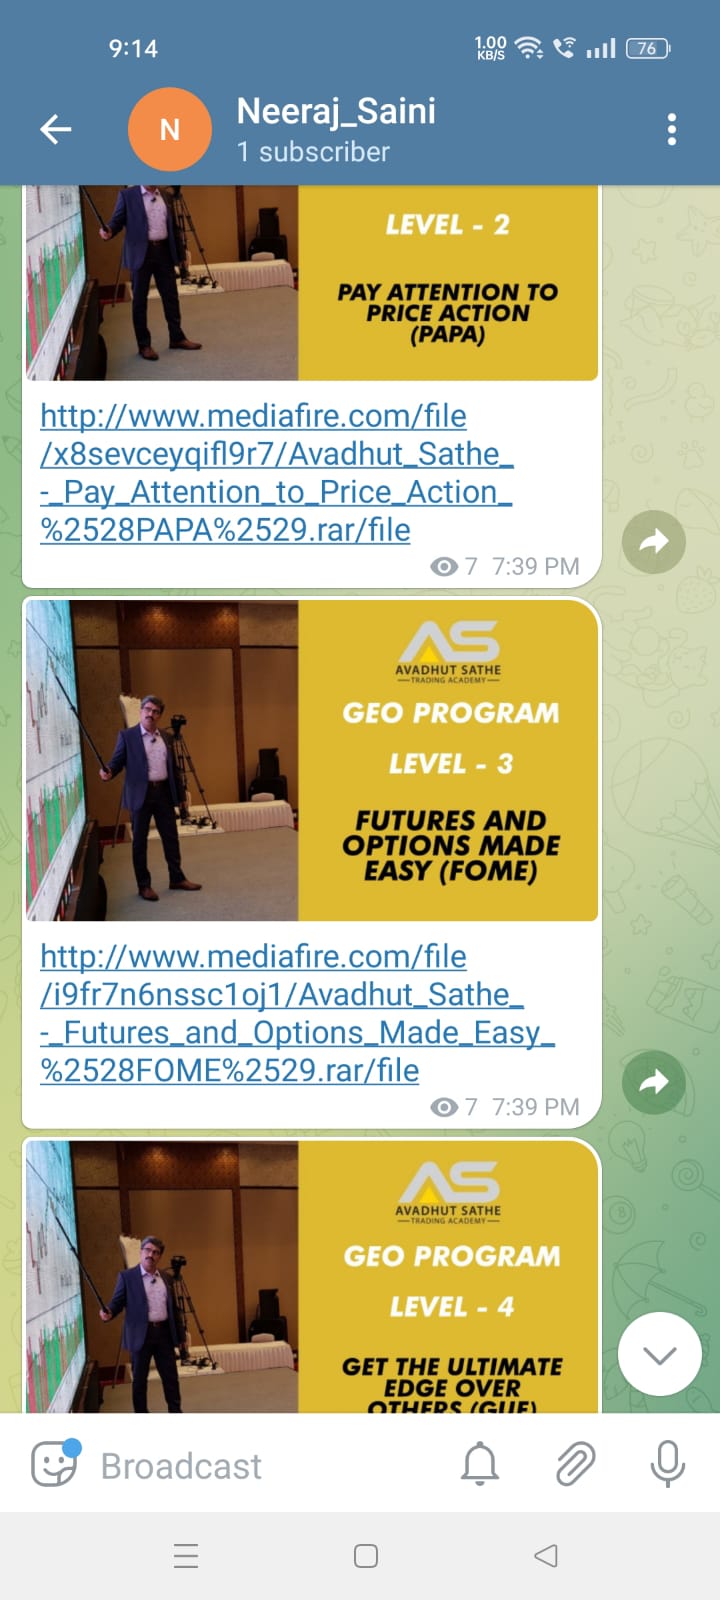 9:14
1.00
KB/S
76
N
Neeraj_Saini
1 subscriber
LEVEL - 2
PAY ATTENTION TO
PRICE ACTION
(PAPA)
http://www.mediafire.com/file
/x8sevceyqifl9r7/Avadhut_Sathe_
-_Pay_Attention_to_Price_Action_
%2528PAPA%2529.rar/file
7 7:39 PM
AS
AVADHUT SATHE
—TRADING ACADEMY—
GEO PROGRAM
LEVEL - 3
FUTURES AND
OPTIONS MADE
EASY (FOME)
http://www.mediafire.com/file
/i9fr7n6nssc1oj1/Avadhut_Sathe_
-_Futures_and_Options_Made_Easy_
%2528FOME%2529.rar/file
7 7:39 PM
AS
AVADHUT SATHE
—TRADING ACADEMY—
GEO PROGRAM
LEVEL - 4
GET THE ULTIMATE
EDGE OVER
OTHERS (GUE)
Broadcast